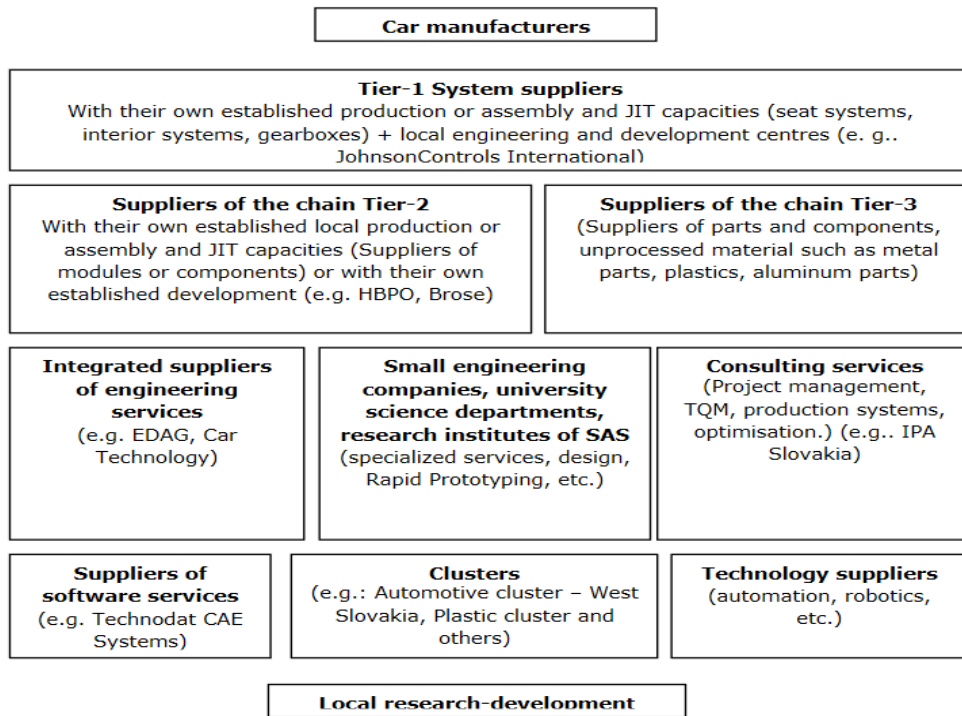 Car manufacturers
Tier-1 System suppliers
With their own established production or assembly and JIT capacities (seat systems,
interior systems, gearboxes) + local engineering and development centres (e. g..
JohnsonControls International)
Suppliers of the chain Tier-2
With their own established local production or
assembly and JIT capacities (Suppliers of
modules or components) or with their own
established development (e.g. HBPO, Brose)
Suppliers of the chain Tier-3
(Suppliers of parts and components,
unprocessed material such as metal
parts, plastics, aluminum parts)
Integrated suppliers
of engineering
services
(e.g. EDAG, Car
Technology)
Small engineering
companies, university
science departments,
research institutes of SAS
(specialized services, design,
Rapid Prototyping, etc.)
Consulting services
(Project management,
TQM, production systems,
optimisation.) (e.g.. IPA
Slovakia)
Suppliers of
software services
(e.g. Technodat CAE
Systems)
Clusters
(e.g.: Automotive cluster – West
Slovakia, Plastic cluster and
others)
Technology suppliers
(automation, robotics,
etc.)
Local research-development